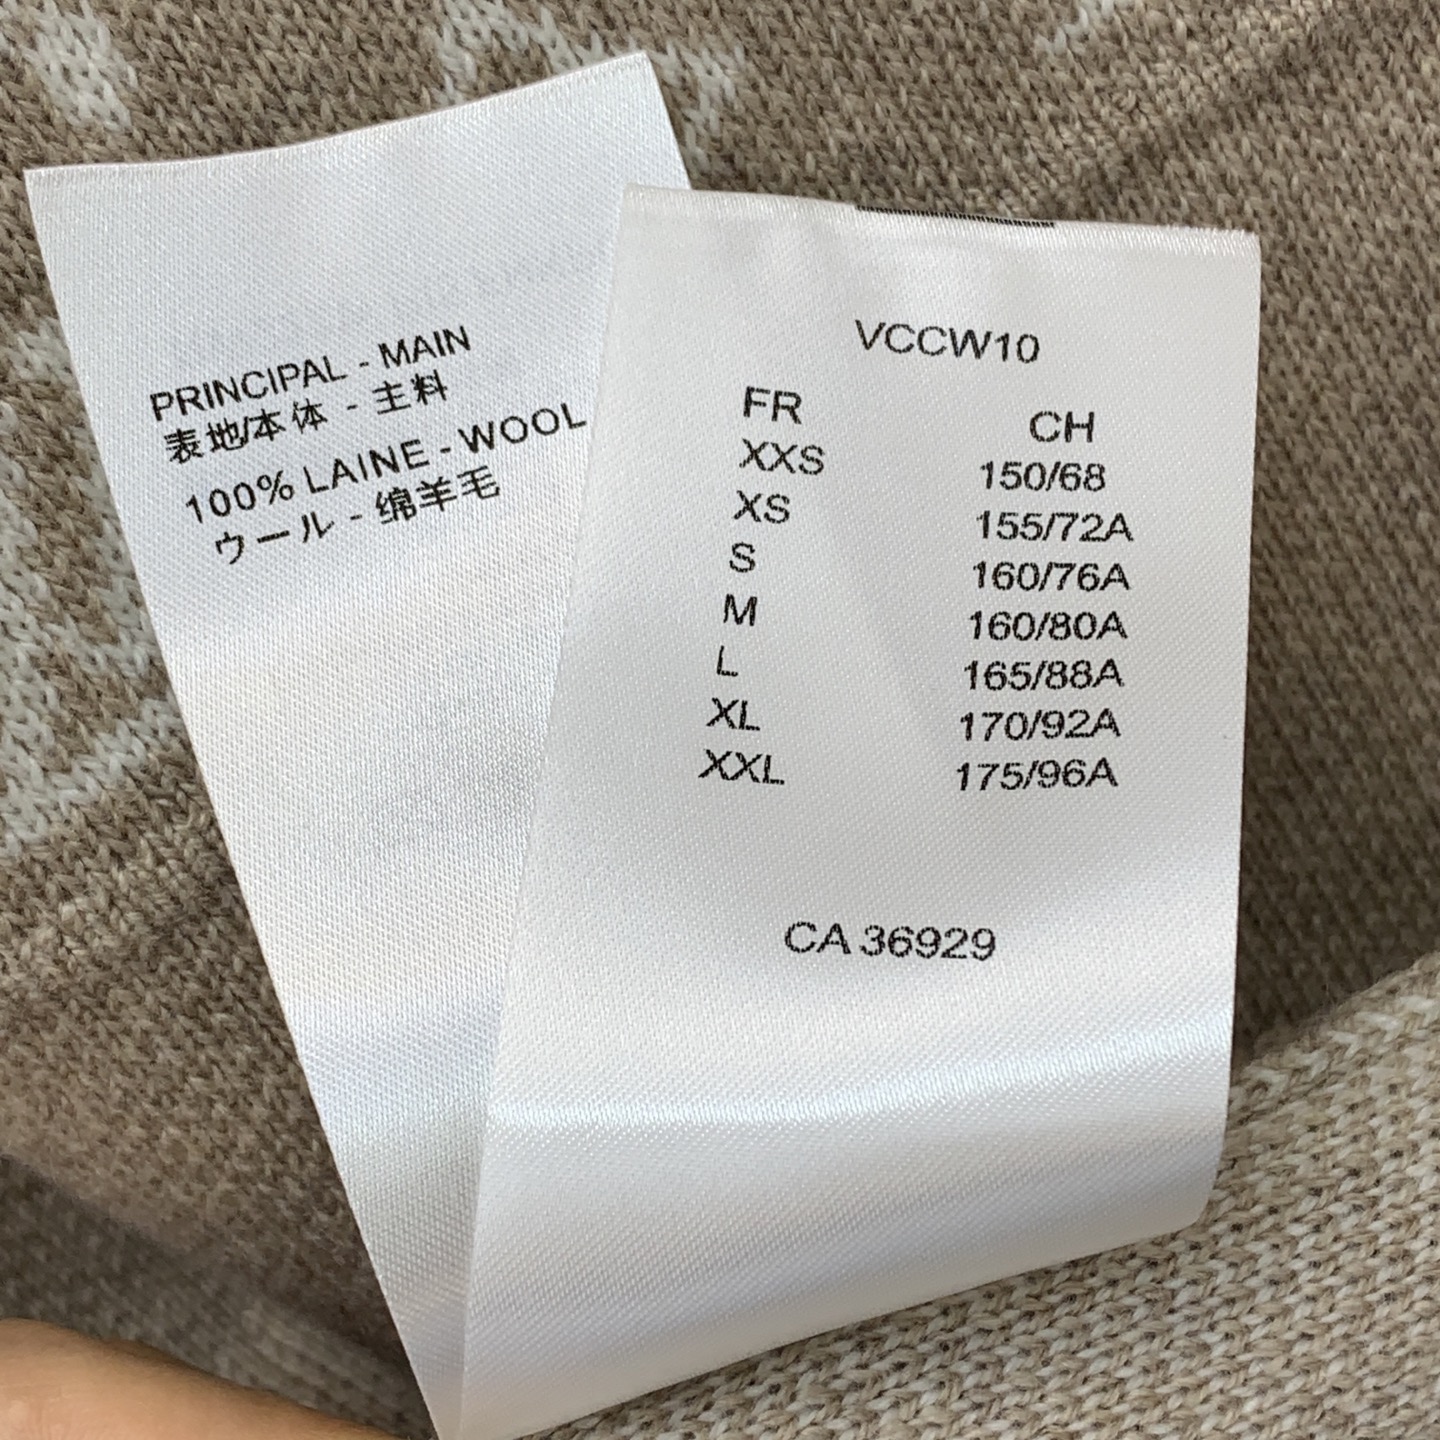 PRINCIPAL - MAIN
表地/本体 - 主料
100% LAINE - WOOL
ウール - 绵羊毛
VCCW10
FR CH
XXS 150/68
XS 155/72A
S 160/76A
M 160/80A
L 165/88A
XL 170/92A
XXL 175/96A
CA 36929